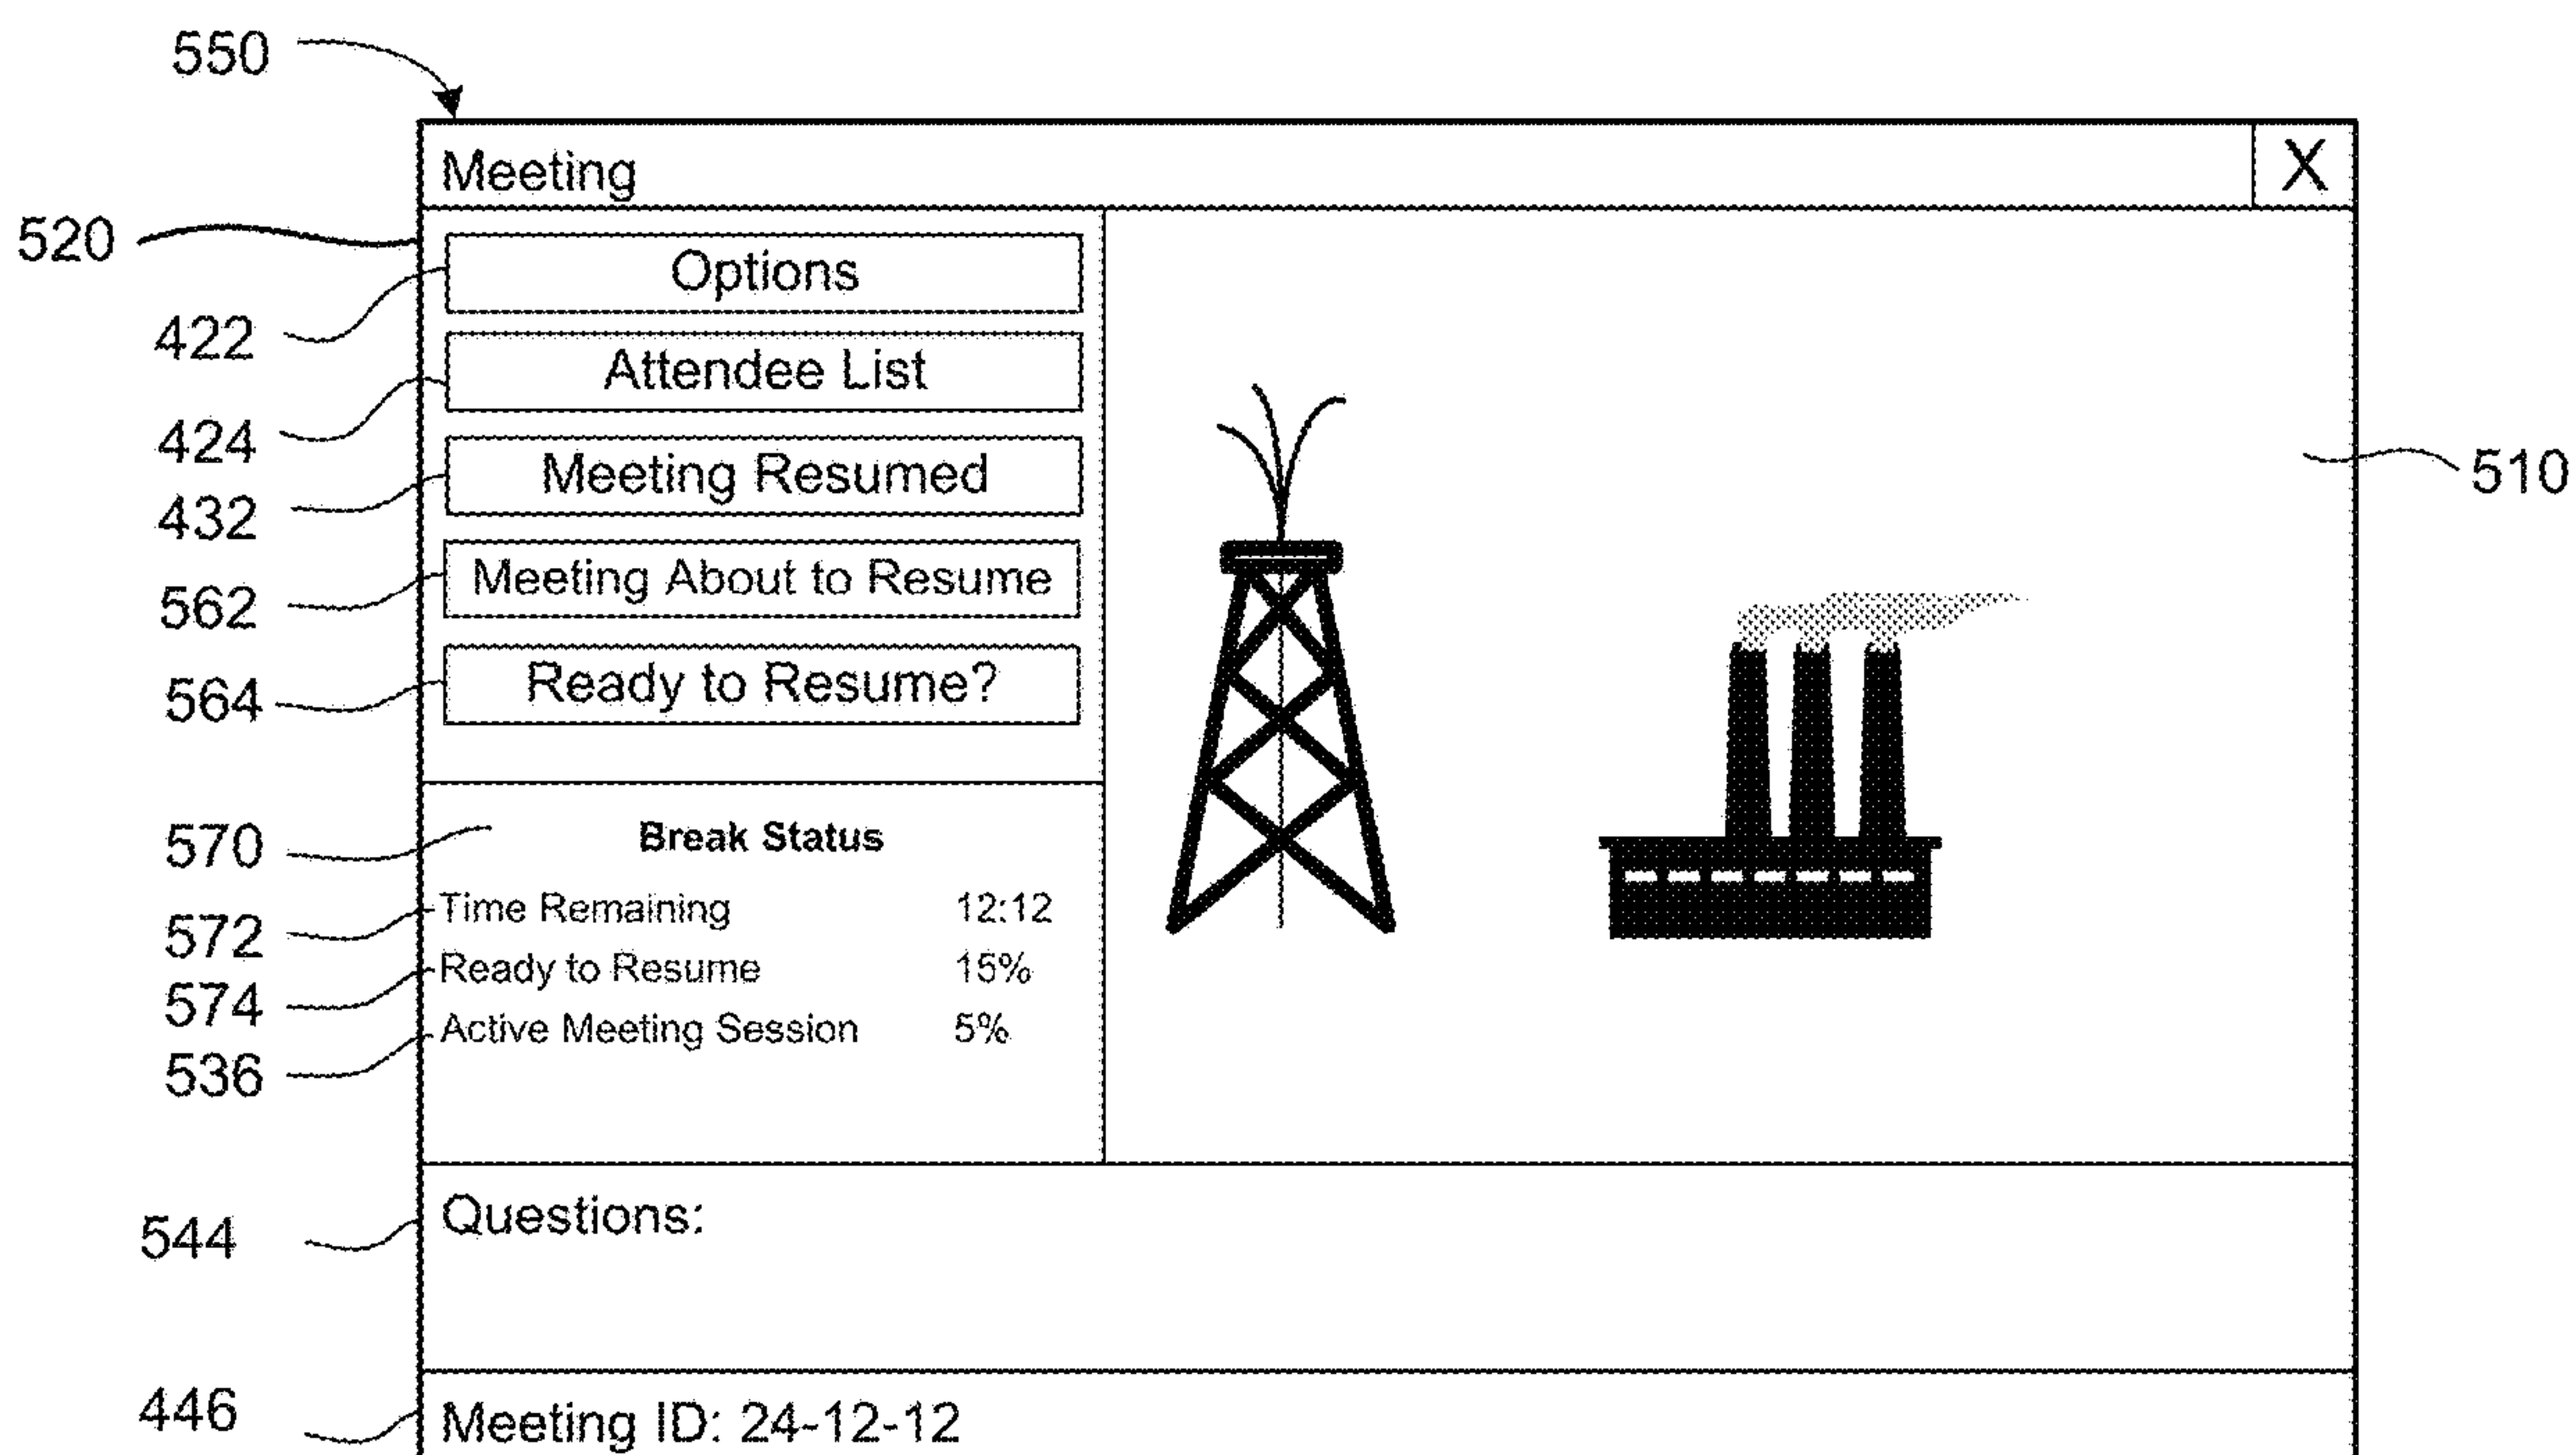 550
Meeting X
520
Options
422
Attendee List
424
Meeting Resumed
510
432
Meeting About to Resume
562
Ready to Resume?
564
570
Break Status
Time Remaining 12:12
572
Ready to Resume 15%
574
Active Meeting Session 5%
536
Questions:
544
446
Meeting ID: 24-12-12